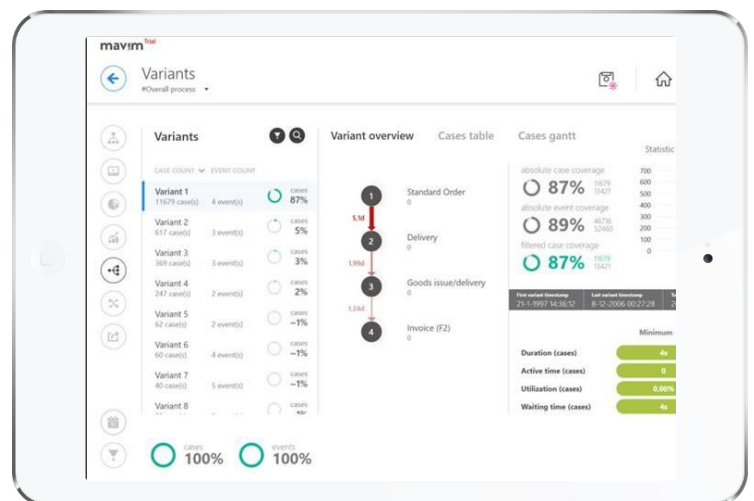 mavim Trial
Variants
#Overall process
Variants
CASE COUNT EVENT COUNT
Variant 1
11679 case(s) 4 event(s)
cases
87%
Variant 2
617 case(s) 3 event(s)
cases
5%
Variant 3
369 case(s) 3 event(s)
cases
3%
Variant 4
247 case(s) 2 event(s)
cases
2%
Variant 5
62 case(s) 2 event(s)
cases
~1%
Variant 6
60 case(s) 4 event(s)
cases
~1%
Variant 7
40 case(s) 5 event(s)
cases
~1%
Variant 8
cases
cases
100%
events
100%
Variant overview Cases table Cases gantt
1
Standard Order
0
5,1d
2
Delivery
0
1,99d
3
Goods issue/delivery
0
1,24d
4
Invoice (F2)
0
absolute case coverage
87% 11679
13421
absolute event coverage
89% 46716
52460
filtered case coverage
87% 11679
13421
Statistic
700
600
500
400
300
200
100
0
First variant timestamp
21-1-1997 14:36:12
Last variant timestamp
8-12-2006 00:27:28
Minimum
Duration (cases) 4s
Active time (cases) 0
Utilization (cases) 0,00%
Waiting time (cases) 4s